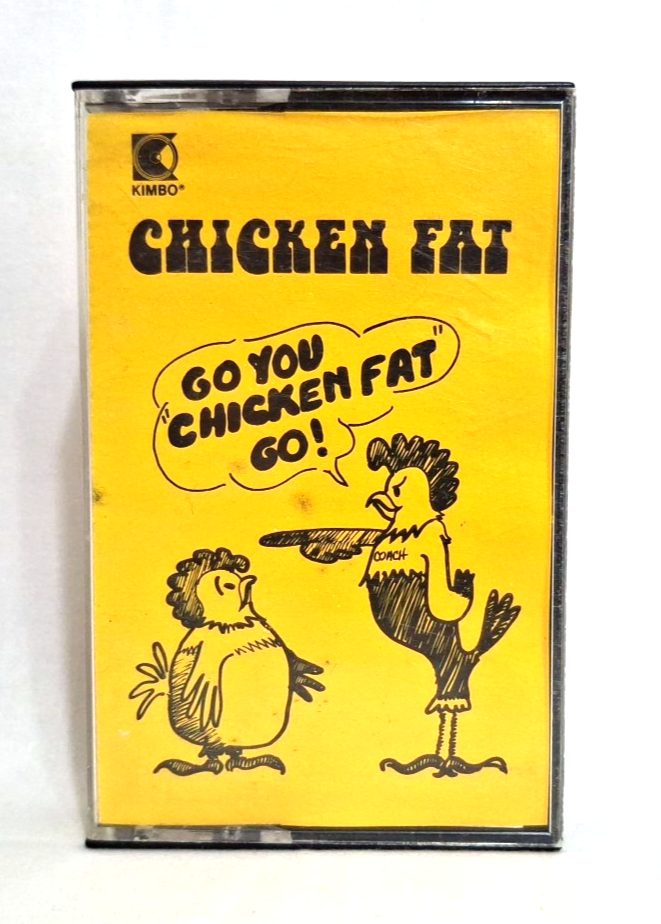 KIMBO®
CHICKEN FAT
GO YOU
"CHICKEN FAT"
GO!
COACH